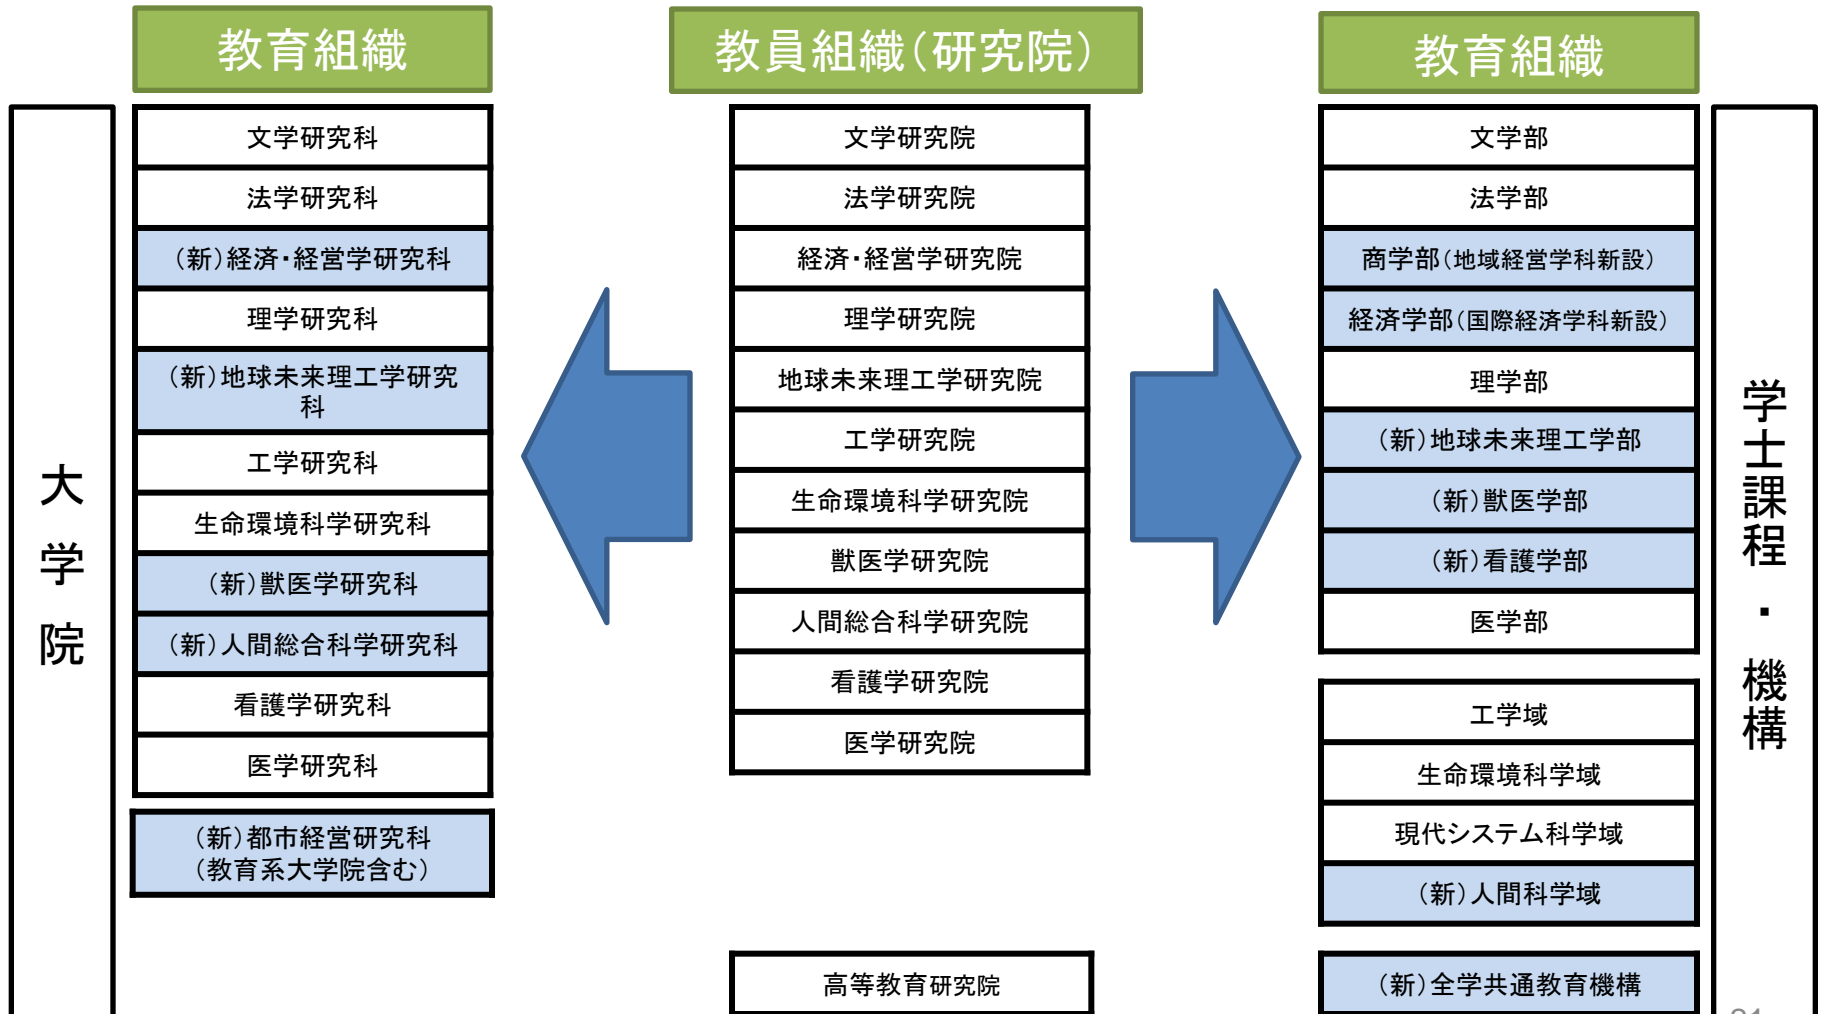 教育組織
教員組織（研究院）
教育組織
大学院
文学研究科
法学研究科
（新）経済・経営学研究科
理学研究科
（新）地球未来理工学研究
科
工学研究科
生命環境科学研究科
（新）獣医学研究科
（新）人間総合科学研究科
看護学研究科
医学研究科
（新）都市経営研究科
（教育系大学院含む）
文学研究院
法学研究院
経済・経営学研究院
理学研究院
地球未来理工学研究院
工学研究院
生命環境科学研究院
獣医学研究院
人間総合科学研究院
看護学研究院
医学研究院
高等教育研究院
文学部
法学部
商学部（地域経営学科新設）
経済学部（国際経済学科新設）
理学部
（新）地球未来理工学部
（新）獣医学部
（新）看護学部
医学部
工学域
生命環境科学域
現代システム科学域
（新）人間科学域
（新）全学共通教育機構
学士課程・機構